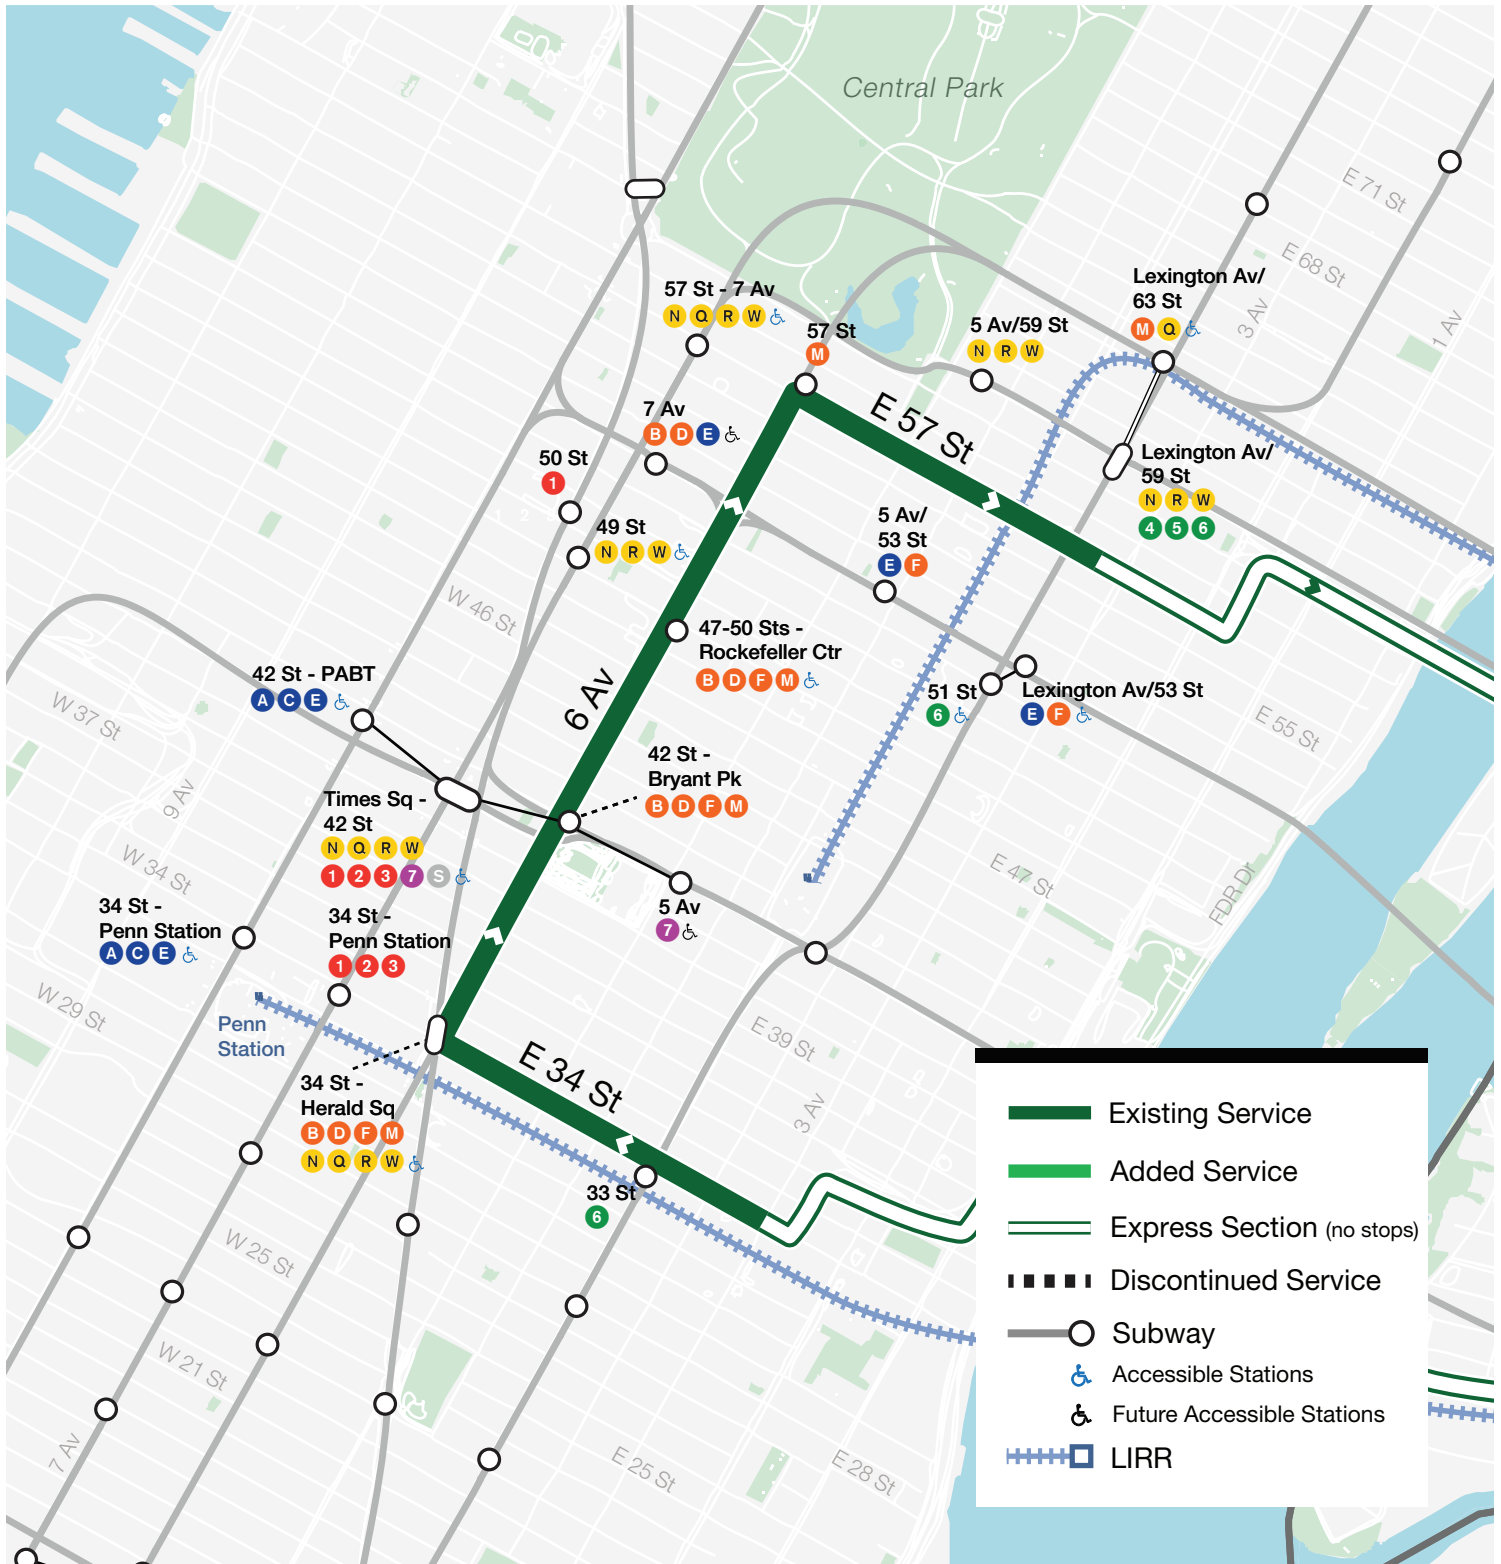 Central Park
E 71 St
E 68 St
3 Av
1 Av
Lexington Av/
63 St
M Q
57 St - 7 Av
N Q R W
57 St
M
5 Av/59 St
N R W
E 57 St
7 Av
B D E
50 St
1
49 St
N R W
Lexington Av/
59 St
N R W
4 5 6
5 Av/
53 St
E F
W 46 St
47-50 Sts -
Rockefeller Ctr
B D F M
6 Av
42 St - PABT
A C E
51 St
6
Lexington Av/53 St
E F
E 55 St
W 37 St
9 Av
42 St -
Bryant Pk
B D F M
Times Sq -
42 St
N Q R W
1 2 3 7 S
W 34 St
E 47 St
FDR Dr
34 St -
Penn Station
A C E
34 St -
Penn Station
1 2 3
5 Av
7
W 29 St
Penn
Station
E 39 St
E 34 St
3 Av
34 St -
Herald Sq
B D F M
N Q R W
33 St
6
W 25 St
W 21 St
7 Av
E 25 St
E 28 St
Existing Service
Added Service
Express Section (no stops)
Discontinued Service
Subway
Accessible Stations
Future Accessible Stations
LIRR